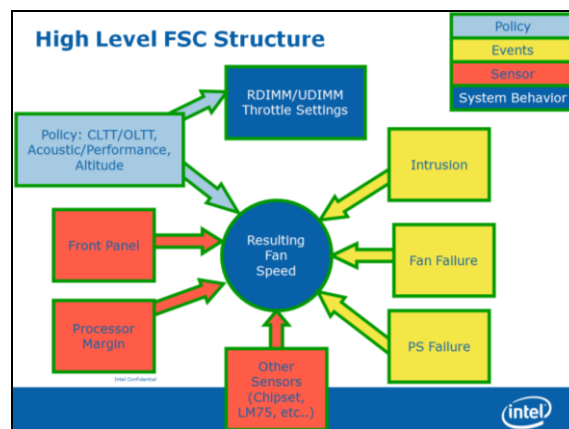 High Level FSC Structure
Policy
Events
Sensor
System Behavior
RDIMM/UDIMM
Throttle Settings
Policy: CLTT/OLTT,
Acoustic/Performance,
Altitude
Intrusion
Front Panel
Resulting
Fan
Speed
Fan Failure
Processor
Margin
PS Failure
Other
Sensors
(Chipset,
LM75, etc..)
Intel Confidential
intel